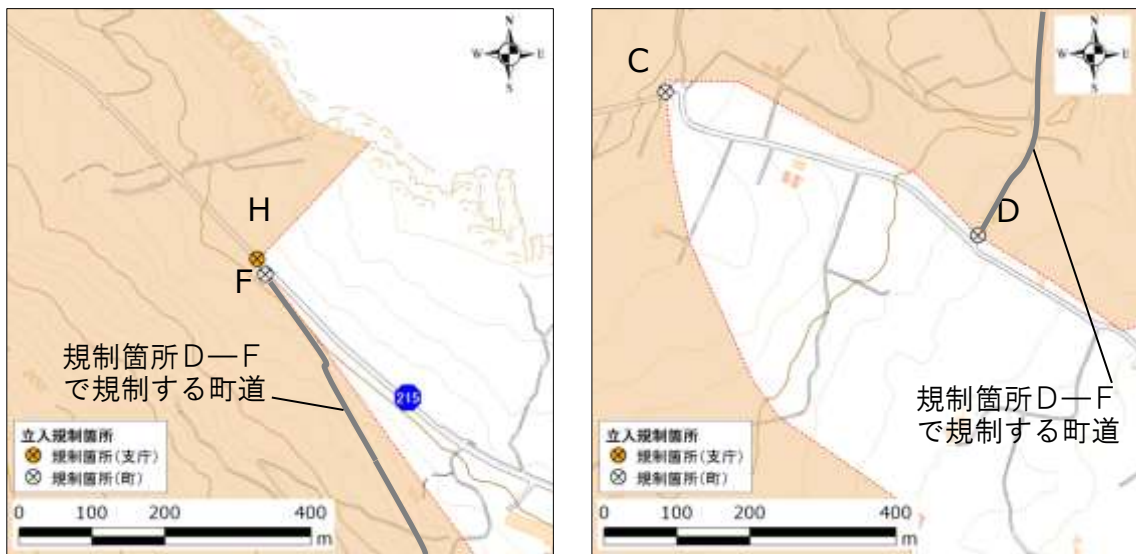 N
W E
S
H
F
規制箇所D―F
で規制する町道
215
立入規制箇所
規制箇所(支庁)
規制箇所(町)
0 100 200 400
m
N
W E
S
C
D
規制箇所D―F
で規制する町道
立入規制箇所
規制箇所(支庁)
規制箇所(町)
0 100 200 400
m